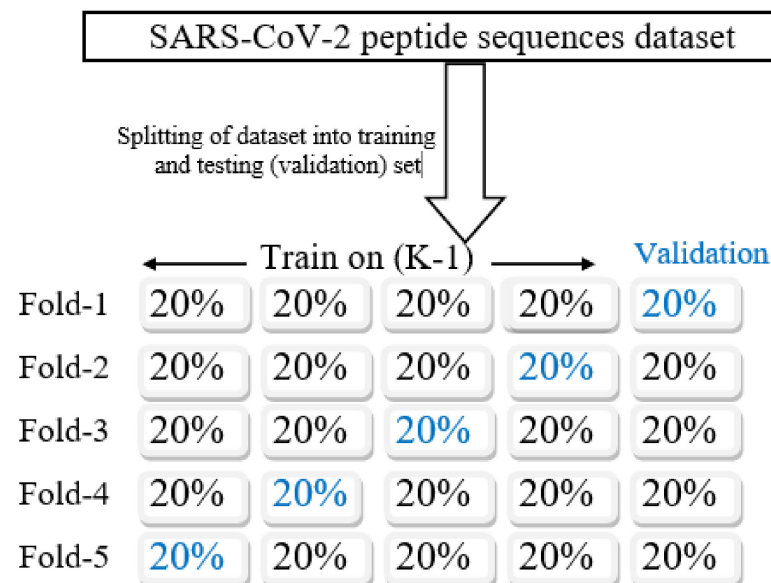 SARS-CoV-2 peptide sequences dataset
Splitting of dataset into training
and testing (validation) set
Train on (K-1)
Validation
Fold-1 20% 20% 20% 20% 20%
Fold-2 20% 20% 20% 20% 20%
Fold-3 20% 20% 20% 20% 20%
Fold-4 20% 20% 20% 20% 20%
Fold-5 20% 20% 20% 20% 20%